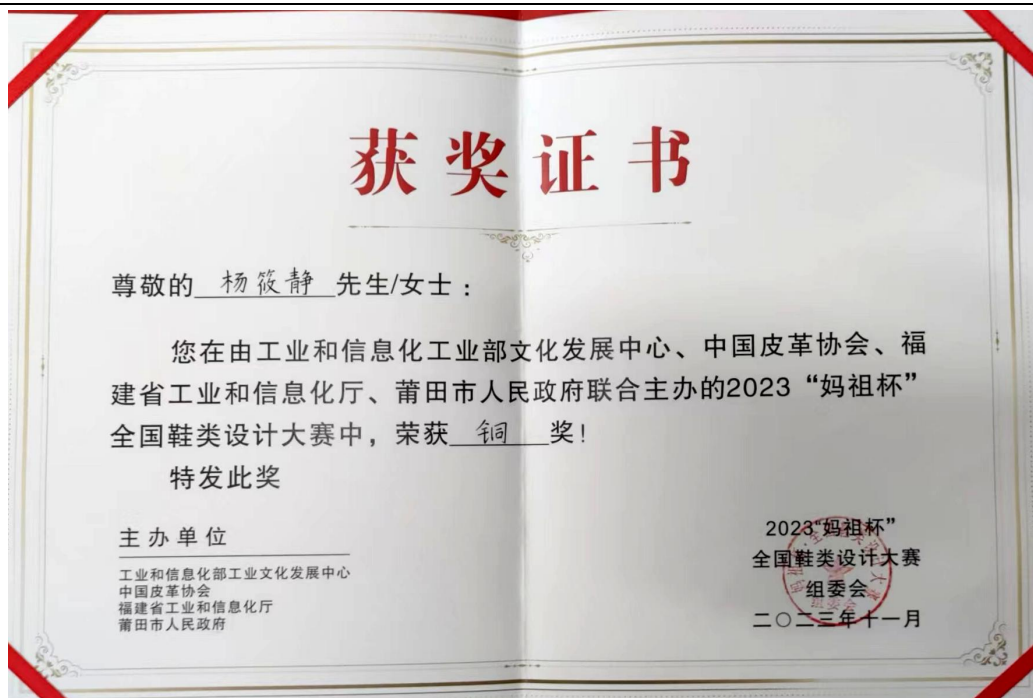 获奖证书
尊敬的 杨筱静 先生/女士：
您在由工业和信息化工业部文化发展中心、中国皮革协会、福
建省工业和信息化厅、莆田市人民政府联合主办的2023“妈祖杯”
全国鞋类设计大赛中，荣获 铜 奖！
特发此奖
主办单位
工业和信息化部工业文化发展中心
中国皮革协会
福建省工业和信息化厅
莆田市人民政府
2023“妈祖杯”
全国鞋类设计大赛
组委会
二〇二三年十一月